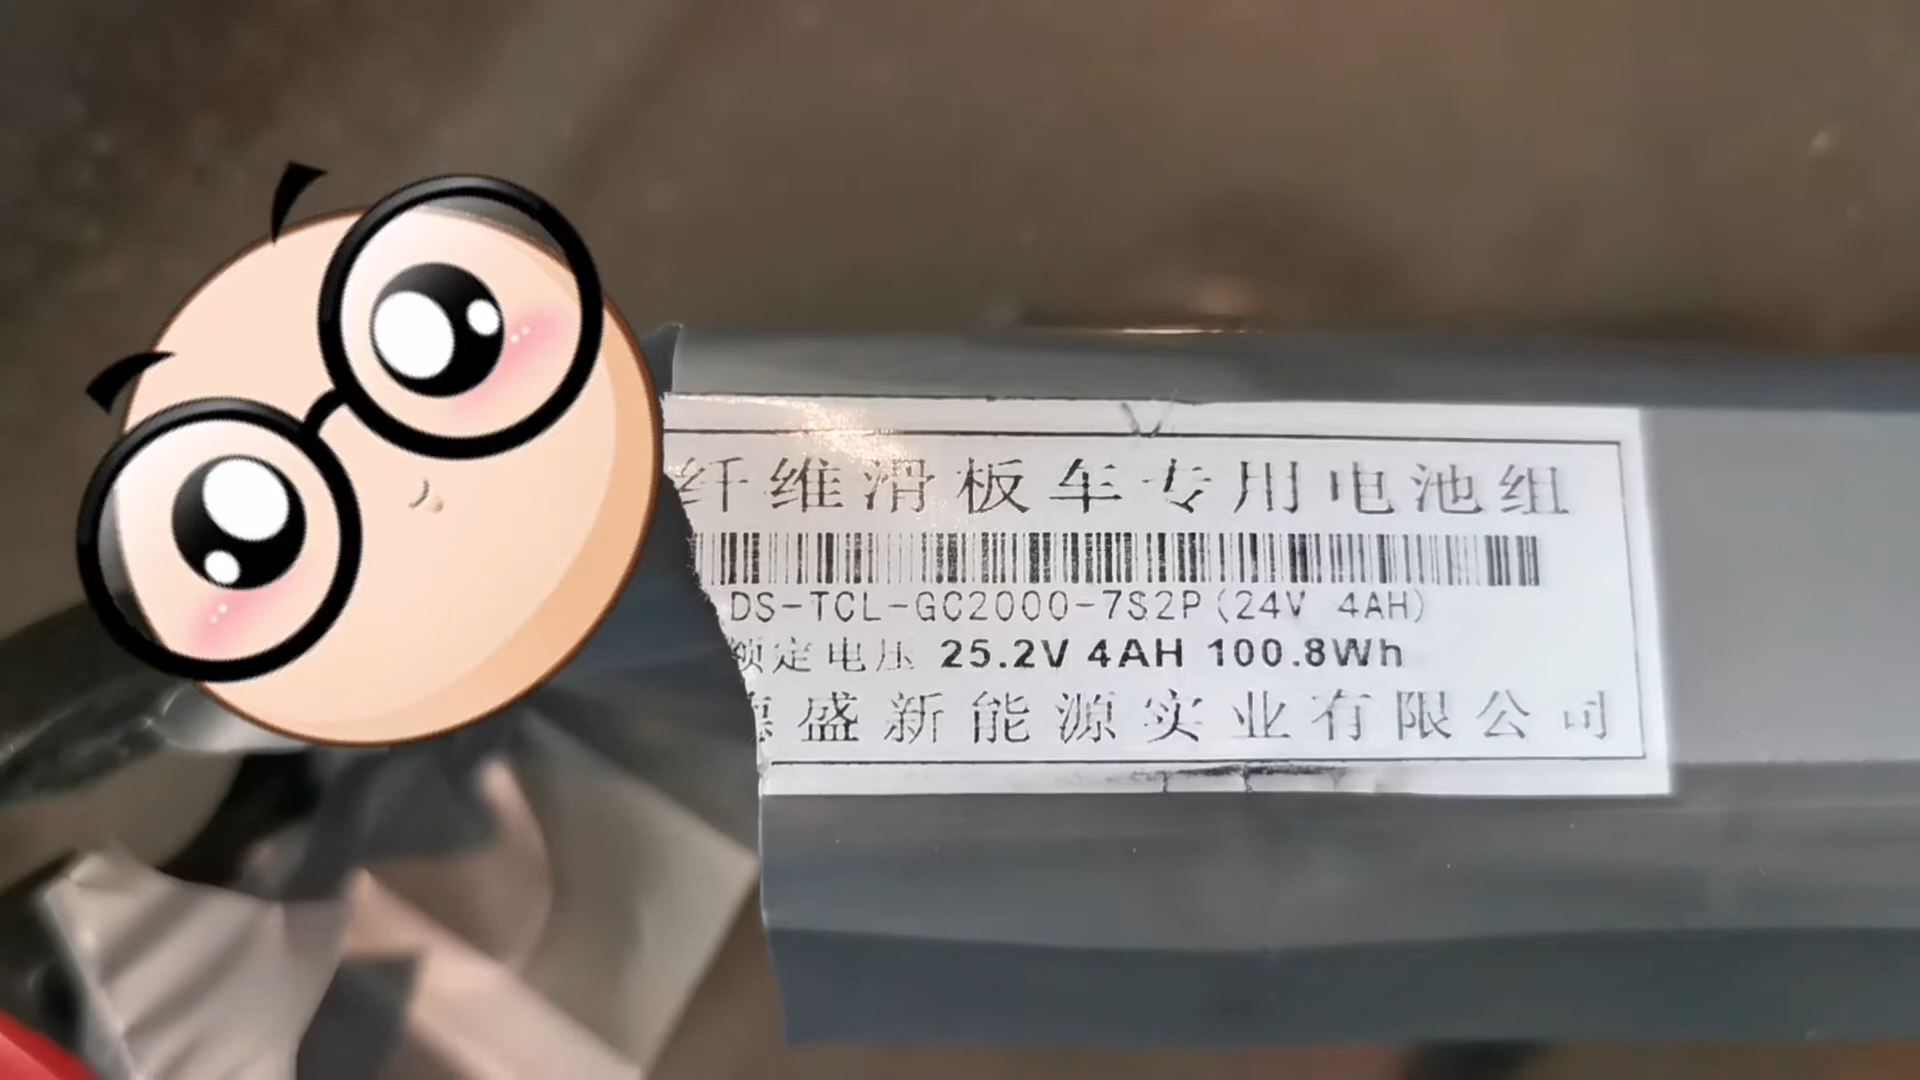 纤维滑板车专用电池组
DS-TCL-GC2000-7S2P(24V 4AH)
额定电压 25.2V 4AH 100.8Wh
盛新能源实业有限公司